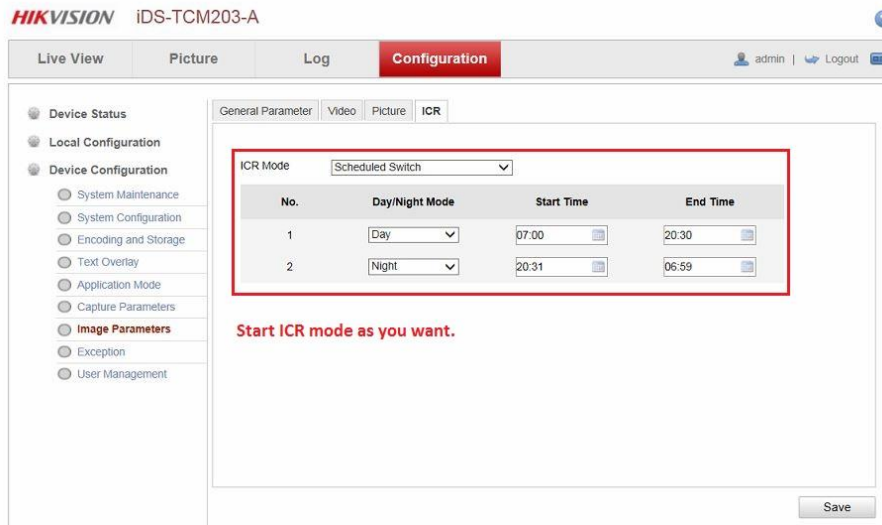 HIKVISION iDS-TCM203-A
Live View Picture Log Configuration admin | Logout
Device Status
Local Configuration
Device Configuration
System Maintenance
System Configuration
Encoding and Storage
Text Overlay
Application Mode
Capture Parameters
Image Parameters
Exception
User Management
General Parameter Video Picture ICR
ICR Mode Scheduled Switch
No. Day/Night Mode Start Time End Time
1 Day 07:00 20:30
2 Night 20:31 06:59
Start ICR mode as you want.
Save